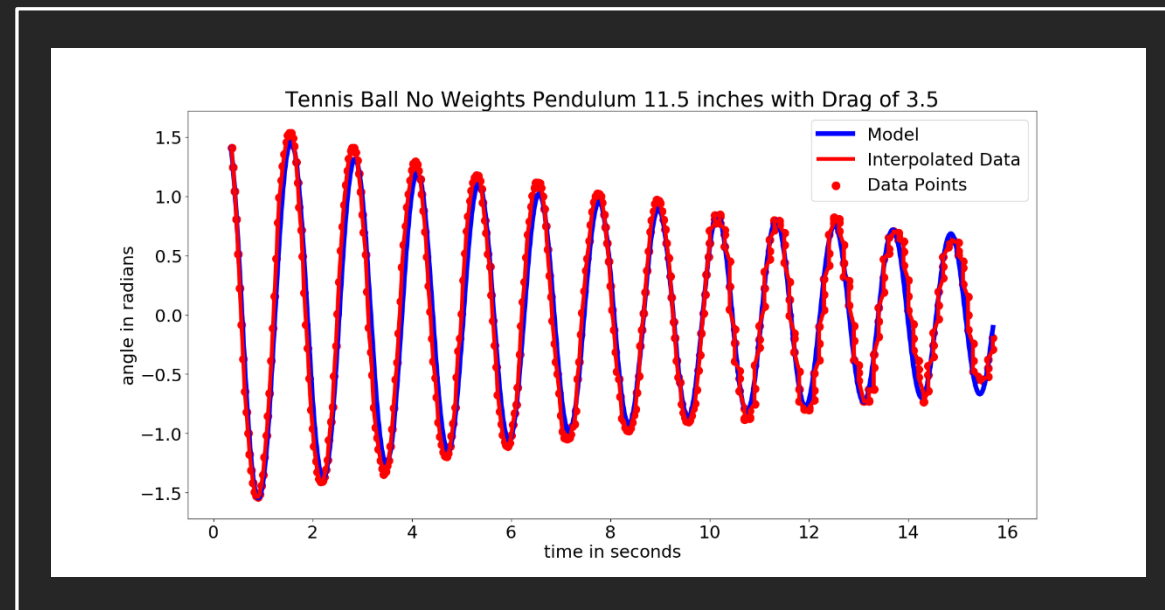 Tennis Ball No Weights Pendulum 11.5 inches with Drag of 3.5
Model
Interpolated Data
Data Points
1.5
1.0
0.5
0.0
−0.5
−1.0
−1.5
angle in radians
0 2 4 6 8 10 12 14 16
time in seconds